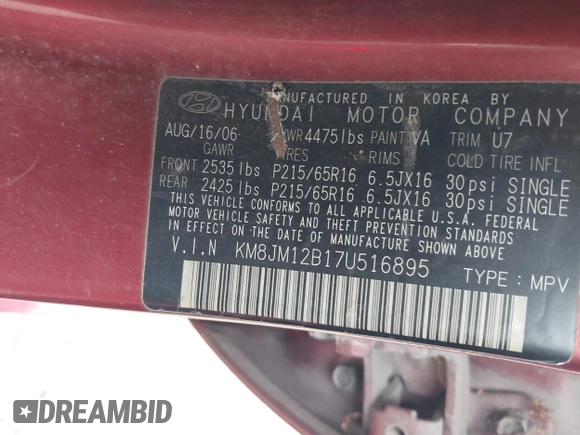 MANUFACTURED IN KOREA BY
HYUNDAI MOTOR COMPANY
AUG/16/06 GVWR 4475lbs PAINT VA TRIM U7
GAWR TIRES RIMS COLD TIRE INFL
FRONT 2535lbs P215/65R16 6.5JX16 30psi SINGLE
REAR 2425lbs P215/65R16 6.5JX16 30psi SINGLE
THIS VEHICLE CONFORMS TO ALL APPLICABLE U.S.A. FEDERAL
MOTOR VEHICLE SAFETY AND THEFT PREVENTION STANDARDS
IN EFFECT ON THE DATE OF MANUFACTURE SHOWN ABOVE
V.I.N KM8JM12B17U516895 TYPE : MPV
DREAMBID